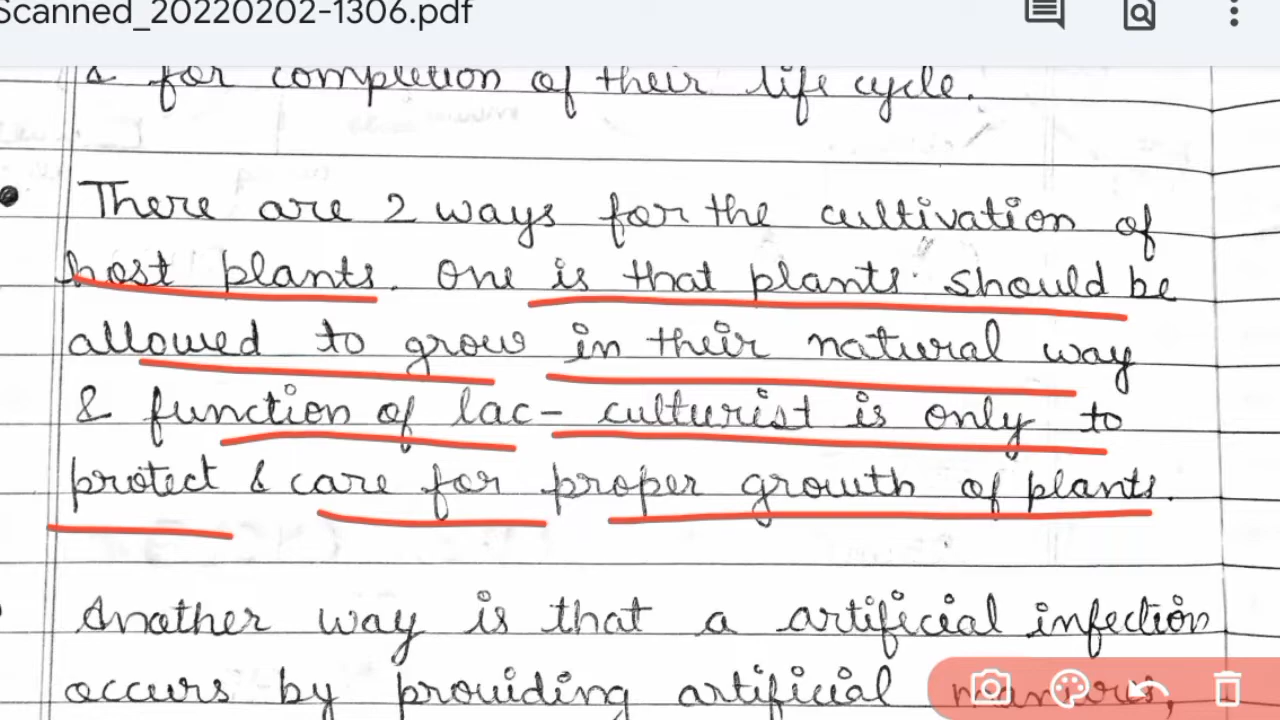 Scanned_20220202-1306.pdf
& for completion of their life cycle.
There are 2 ways for the cultivation of
host plants. One is that plants should be
allowed to grow in their natural way
& function of lac- culturist is only to
protect & care for proper growth of plants.
Another way is that a artificial infection
occurs by providing artificial manures,